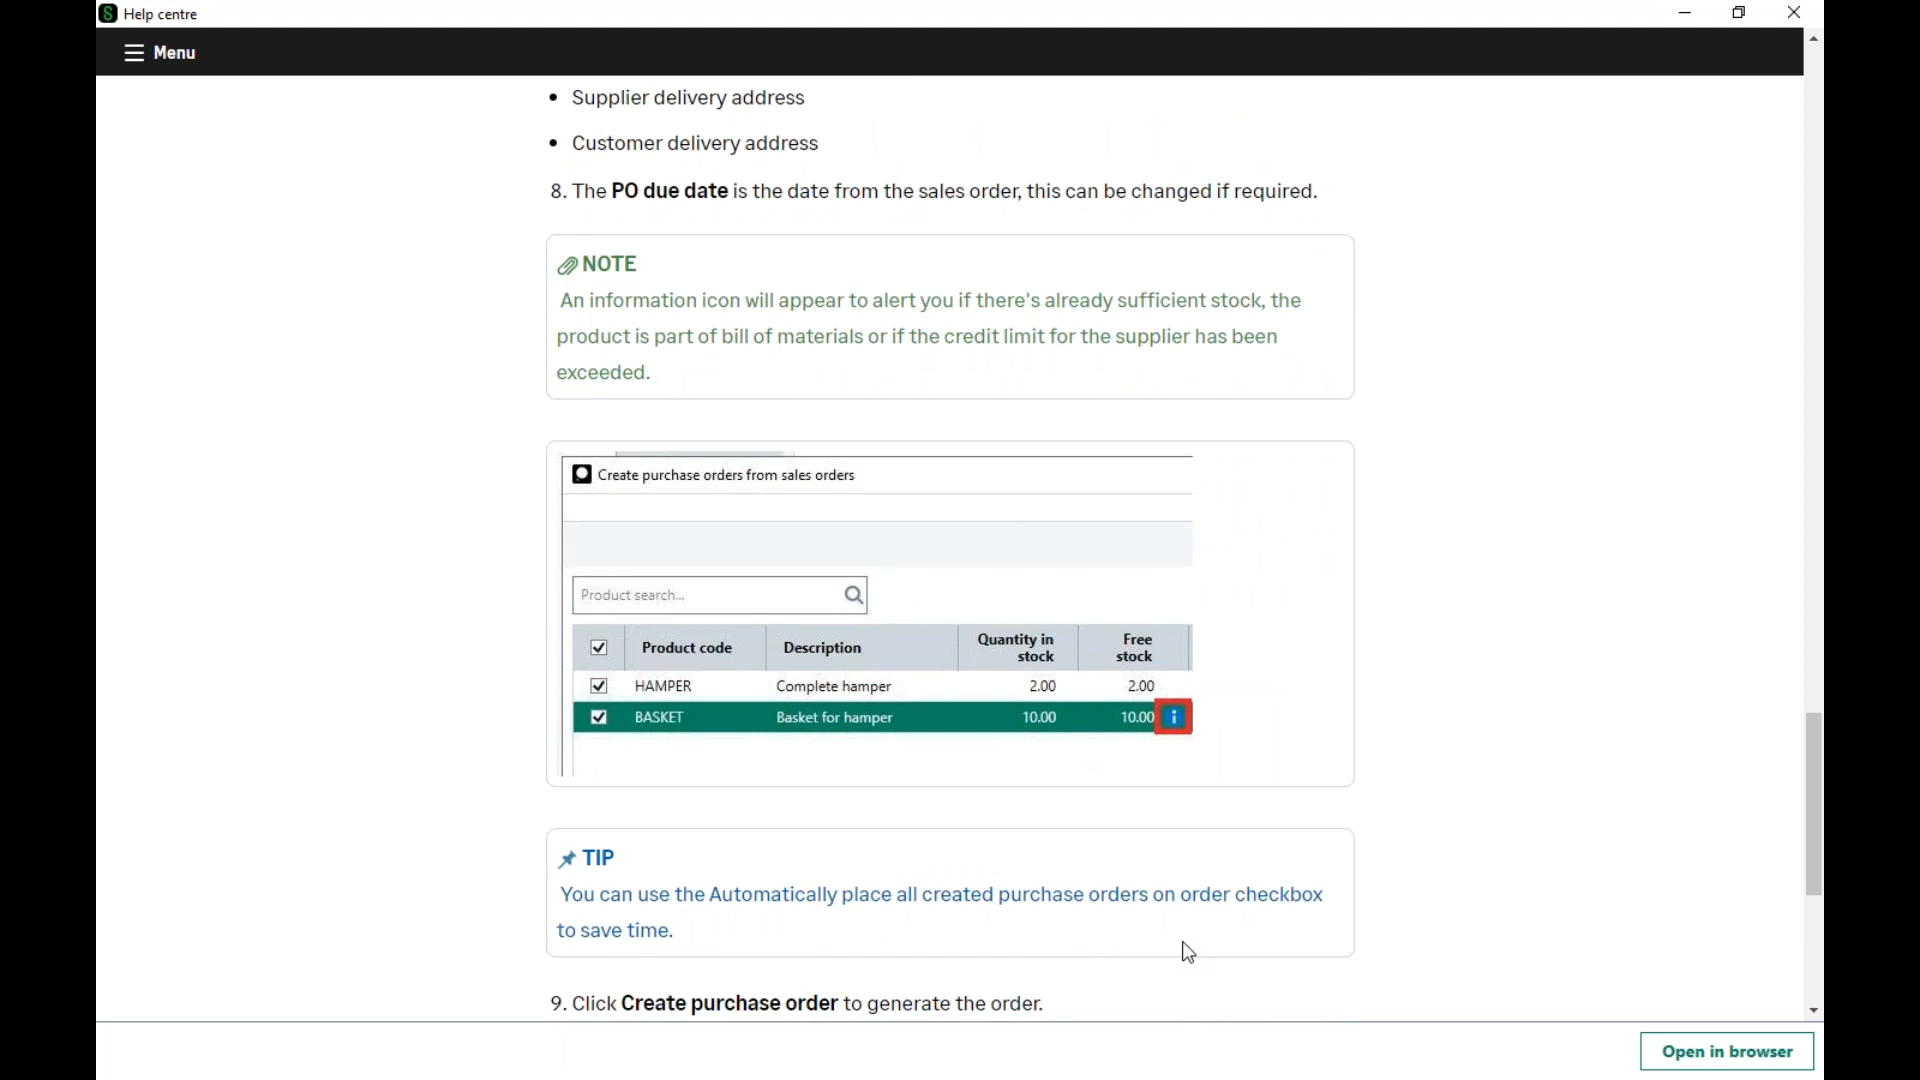 Help centre
Menu
• Supplier delivery address
• Customer delivery address
8. The PO due date is the date from the sales order, this can be changed if required.
NOTE
An information icon will appear to alert you if there's already sufficient stock, the
product is part of bill of materials or if the credit limit for the supplier has been
exceeded.
Create purchase orders from sales orders
Product search...
Product code Description Quantity in stock Free stock
HAMPER Complete hamper 2.00 2.00
BASKET Basket for hamper 10.00 10.00 i
TIP
You can use the Automatically place all created purchase orders on order checkbox
to save time.
9. Click Create purchase order to generate the order.
Open in browser